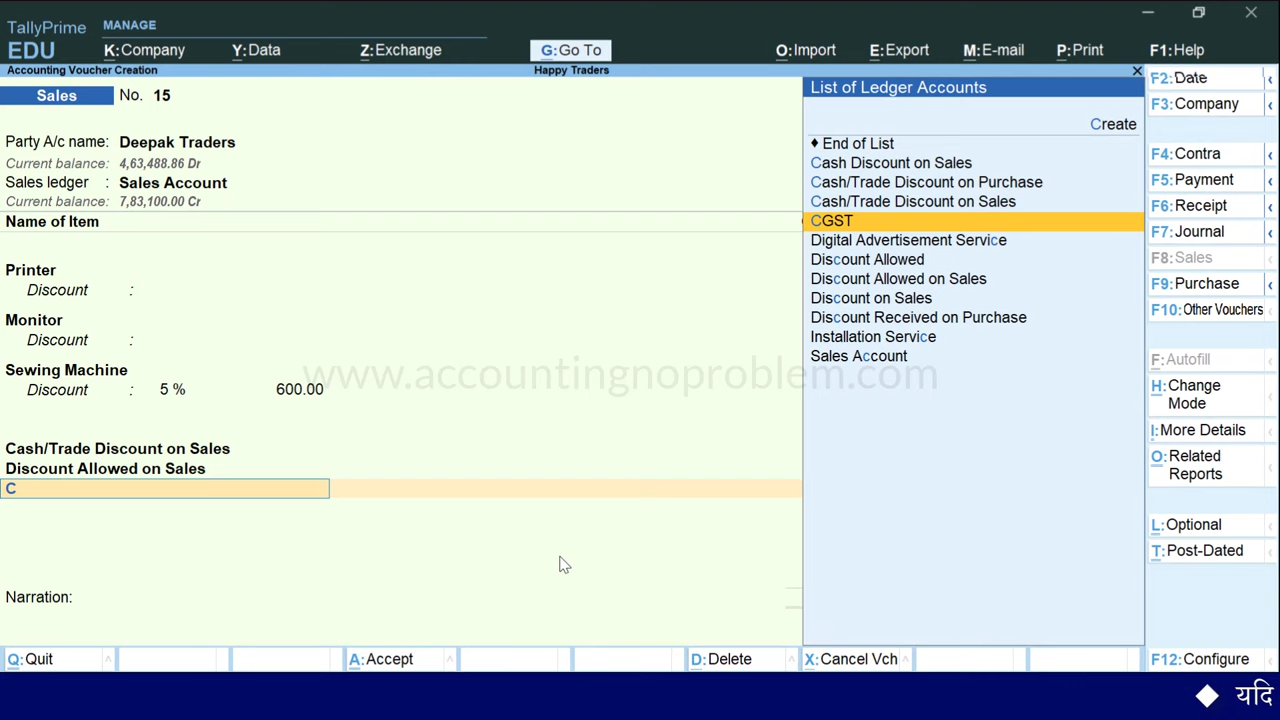 TallyPrime MANAGE
EDU K:Company Y:Data Z:Exchange G:Go To O:Import E:Export M:E-mail P:Print F1:Help
Accounting Voucher Creation Happy Traders
Sales No. 15
Party A/c name: Deepak Traders
Current balance: 4,63,488.86 Dr
Sales ledger : Sales Account
Current balance: 7,83,100.00 Cr
Name of Item
Printer
Discount :
Monitor
Discount :
Sewing Machine
Discount : 5 % 600.00
Cash/Trade Discount on Sales
Discount Allowed on Sales
C
Narration:
List of Ledger Accounts
Create
♦ End of List
Cash Discount on Sales
Cash/Trade Discount on Purchase
Cash/Trade Discount on Sales
CGST
Digital Advertisement Service
Discount Allowed
Discount Allowed on Sales
Discount on Sales
Discount Received on Purchase
Installation Service
Sales Account
www.accountingnoproblem.com
F2:Date
F3:Company
F4:Contra
F5:Payment
F6:Receipt
F7:Journal
F8:Sales
F9:Purchase
F10:Other Vouchers
F:Autofill
H:Change
Mode
I:More Details
O:Related
Reports
L:Optional
T:Post-Dated
Q:Quit A:Accept D:Delete X:Cancel Vch F12:Configure
◆ यदि